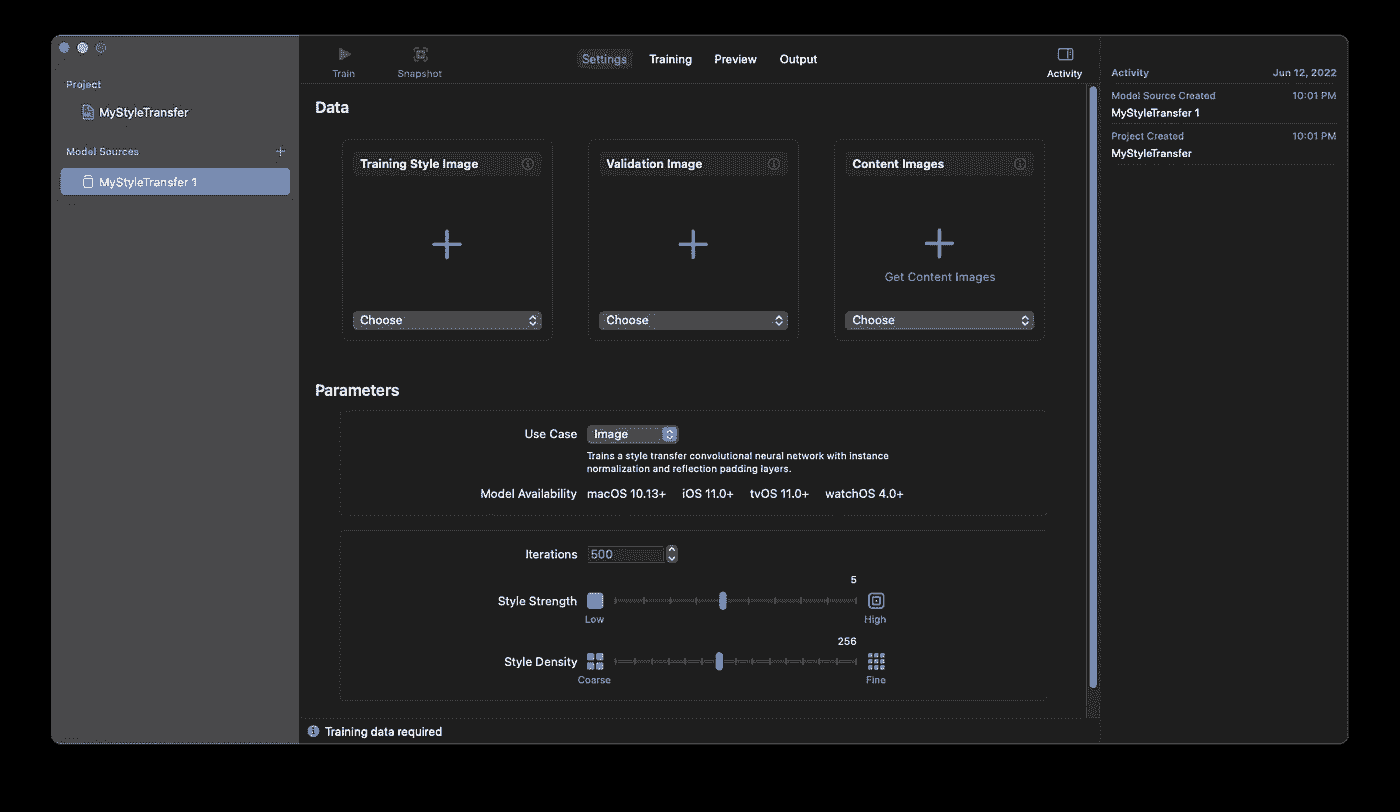 Project
MyStyleTransfer
Model Sources
MyStyleTransfer 1
Train
Snapshot
Settings
Training
Preview
Output
Activity
Data
Training Style Image
Choose
Validation Image
Choose
Content Images
Get Content Images
Choose
Parameters
Use Case
Image
Trains a style transfer convolutional neural network with instance
normalization and reflection padding layers.
Model Availability
macOS 10.13+ iOS 11.0+ tvOS 11.0+ watchOS 4.0+
Iterations
500
5
Style Strength
Low
High
256
Style Density
Coarse
Fine
Training data required
Activity
Jun 12, 2022
Model Source Created
10:01 PM
MyStyleTransfer 1
Project Created
10:01 PM
MyStyleTransfer